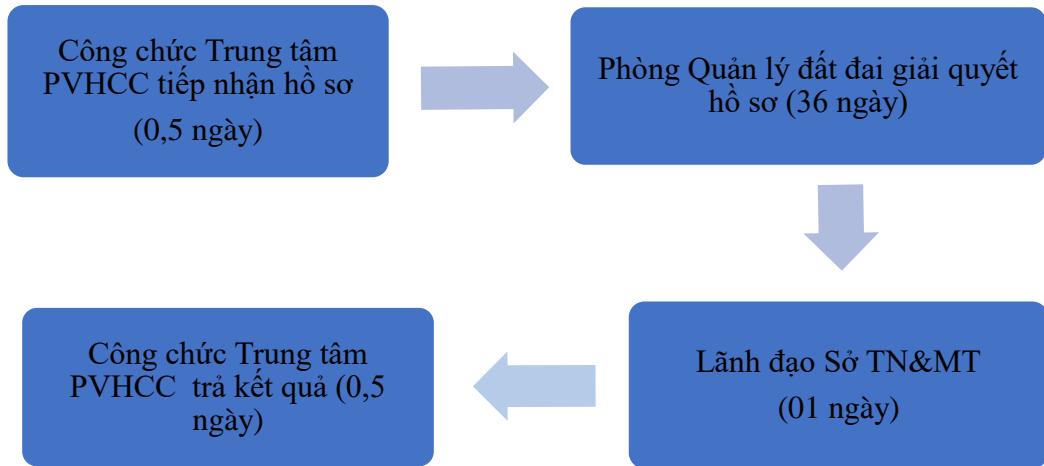 Công chức Trung tâm
PVHCC tiếp nhận hồ sơ
(0,5 ngày)
Phòng Quản lý đất đai giải quyết
hồ sơ (36 ngày)
Lãnh đạo Sở TN&MT
(01 ngày)
Công chức Trung tâm
PVHCC trả kết quả (0,5
ngày)